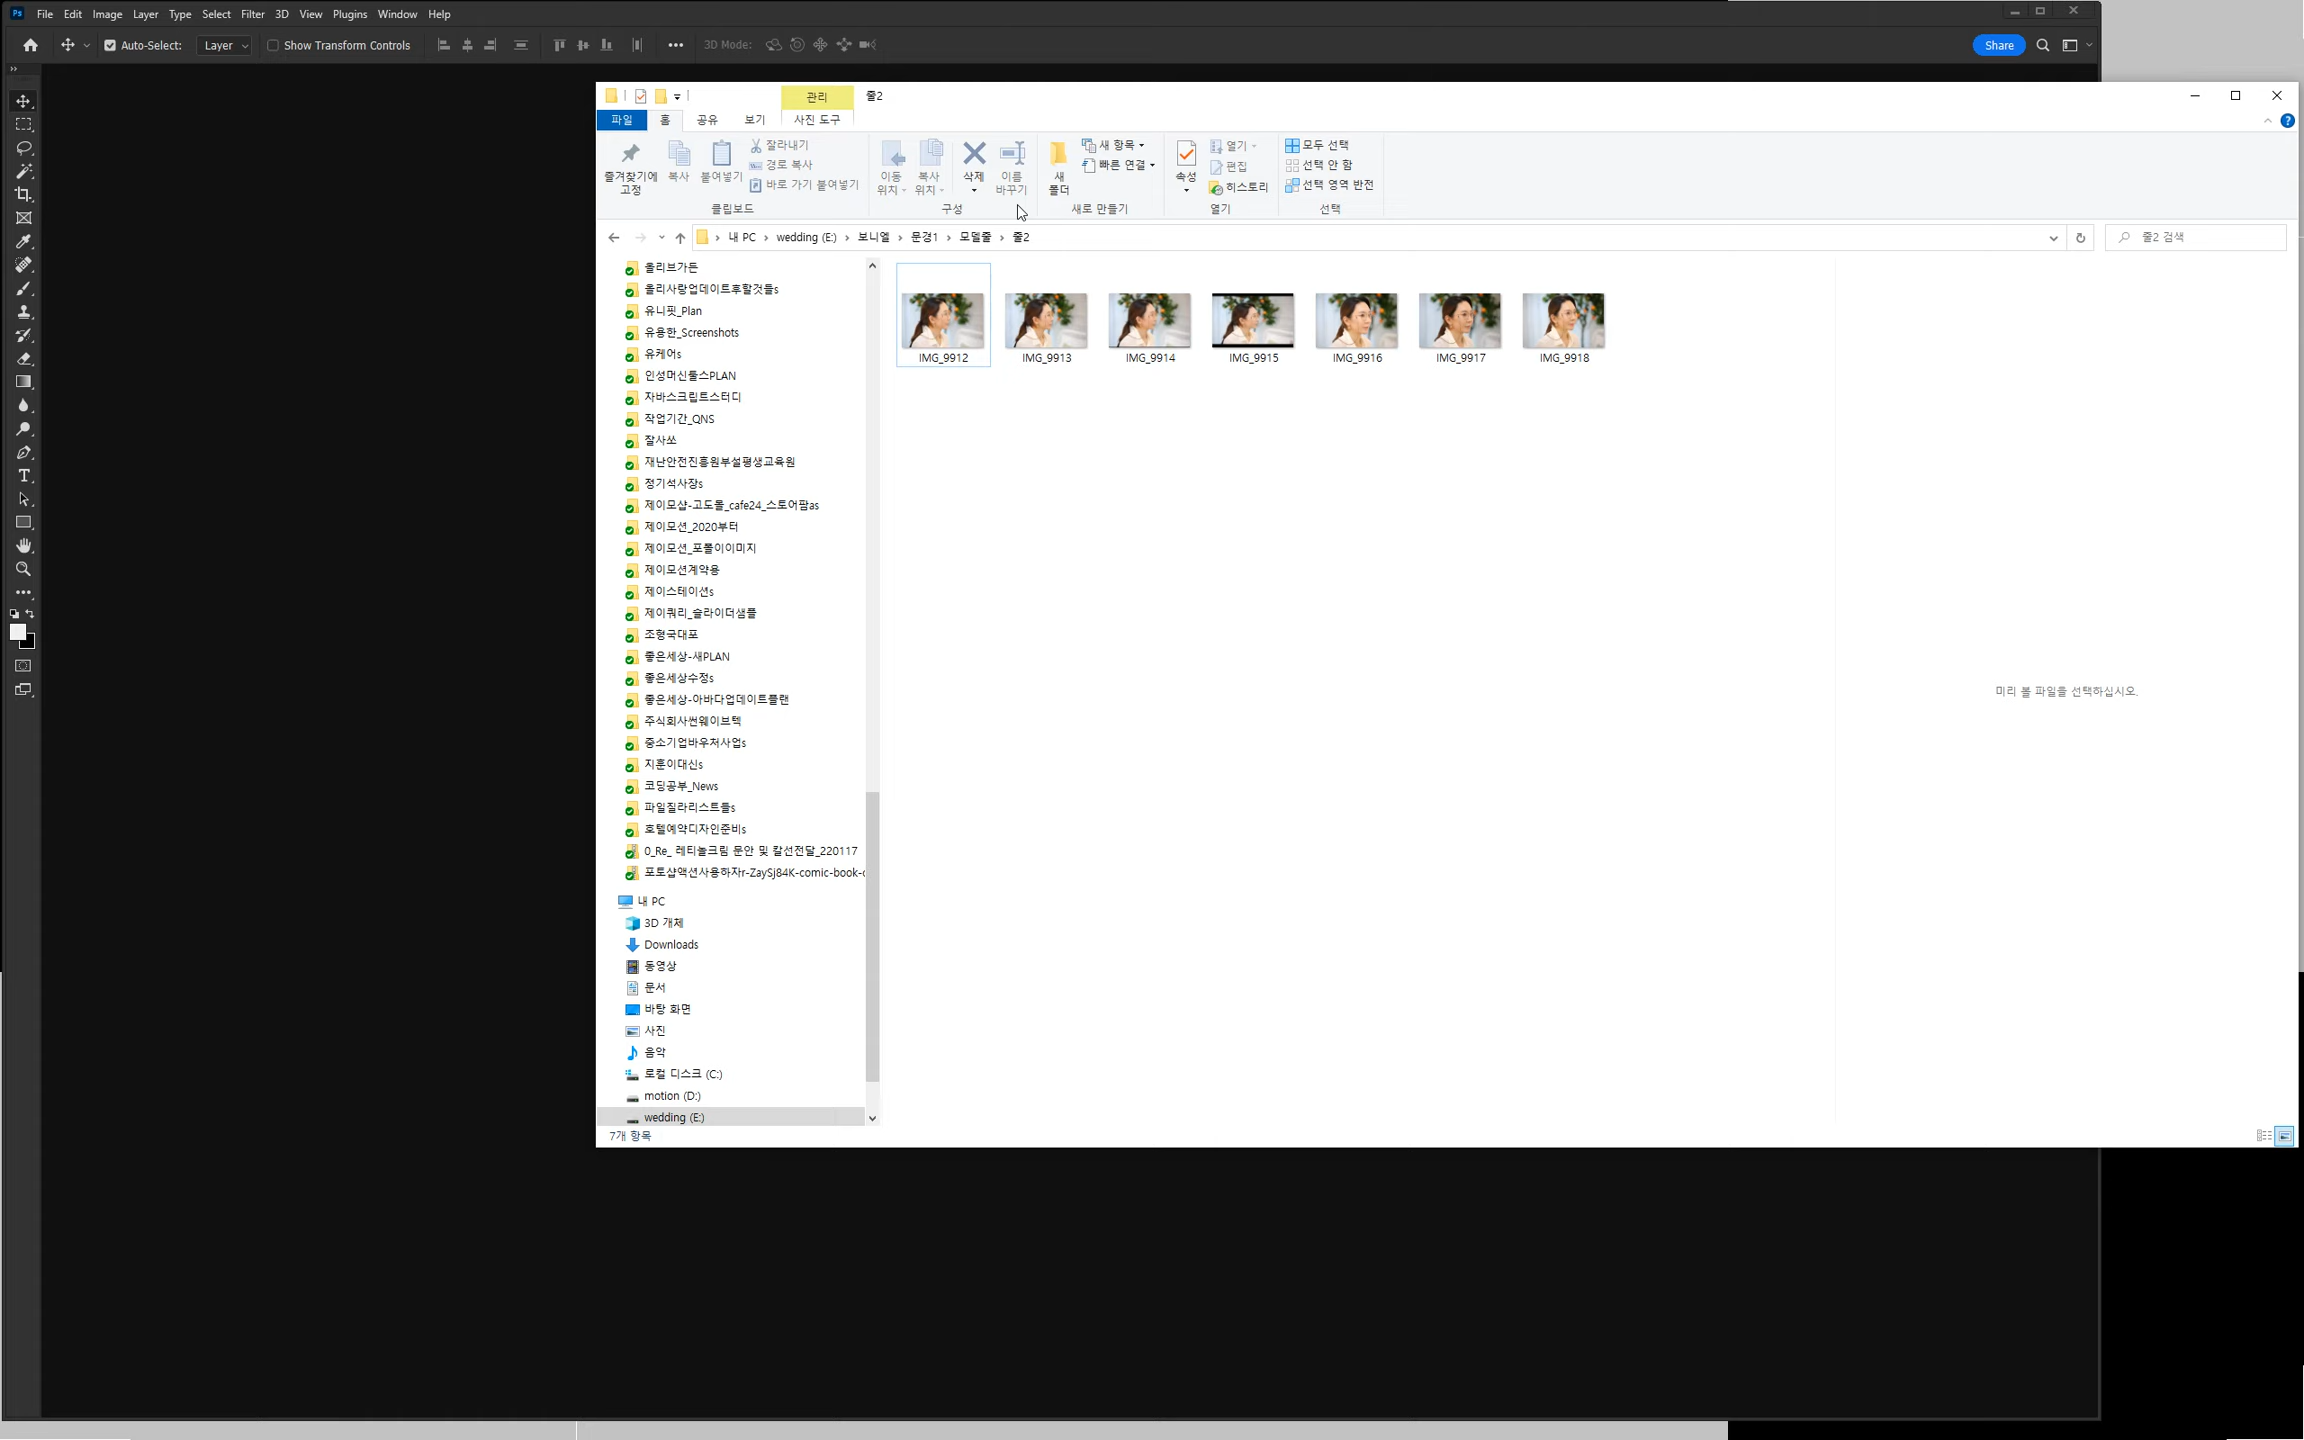 Ps File Edit Image Layer Type Select Filter 3D View Plugins Window Help
Auto-Select: Layer Show Transform Controls 3D Mode: Share
관리 줄2
파일 홈 공유 보기 사진 도구
즐겨찾기에 고정
복사
붙여넣기
잘라내기
경로 복사
바로 가기 붙여넣기
클립보드
이동 위치
복사 위치
삭제
이름 바꾸기
구성
새 폴더
새 항목
빠른 연결
새로 만들기
속성
열기
편집
히스토리
열기
모두 선택
선택 안 함
선택 영역 반전
선택
내 PC › wedding (E:) › 보니엘 › 문경1 › 모델줄 › 줄2
줄2 검색
올리브가든
올리사랑업데이트후할것들s
유니핏_Plan
유용한_Screenshots
유케어s
인성머신툴스PLAN
자바스크립트스터디
작업기간_QNS
잘사쏘
재난안전진흥원부설평생교육원
정기석사장s
제이모샵-고도몰_cafe24_스토어팜as
제이모션_2020부터
제이모션_포폴이이미지
제이모션계약용
제이스테이션s
제이쿼리_슬라이더샘플
조형국대포
좋은세상-새PLAN
좋은세상수정s
좋은세상-아바다업데이트플랜
주식회사썬웨이브텍
중소기업바우처사업s
지훈이대신s
코딩공부_News
파일질라리스트들s
호텔예약디자인준비s
0_Re_ 레티놀크림 문안 및 칼선전달_220117
포토샵액션사용하자r-ZaySj84K-comic-book-c
내 PC
3D 개체
Downloads
동영상
문서
바탕 화면
사진
음악
로컬 디스크 (C:)
motion (D:)
wedding (E:)
IMG_9912 IMG_9913 IMG_9914 IMG_9915 IMG_9916 IMG_9917 IMG_9918
미리 볼 파일을 선택하십시오.
7개 항목